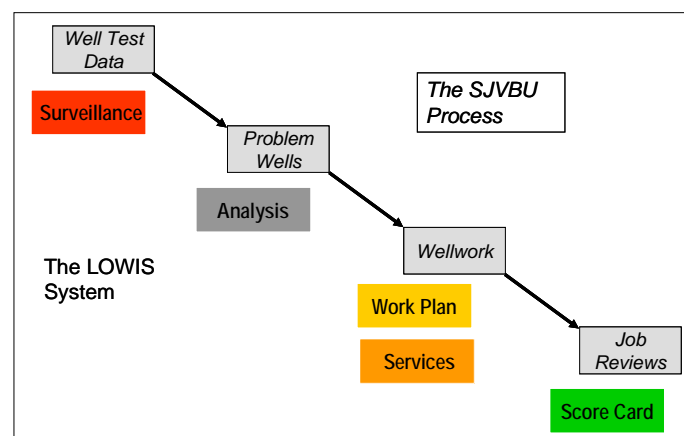 Well Test
Data
Surveillance
The SJVBU
Process
Problem
Wells
Analysis
The LOWIS
System
Wellwork
Work Plan
Services
Job
Reviews
Score Card